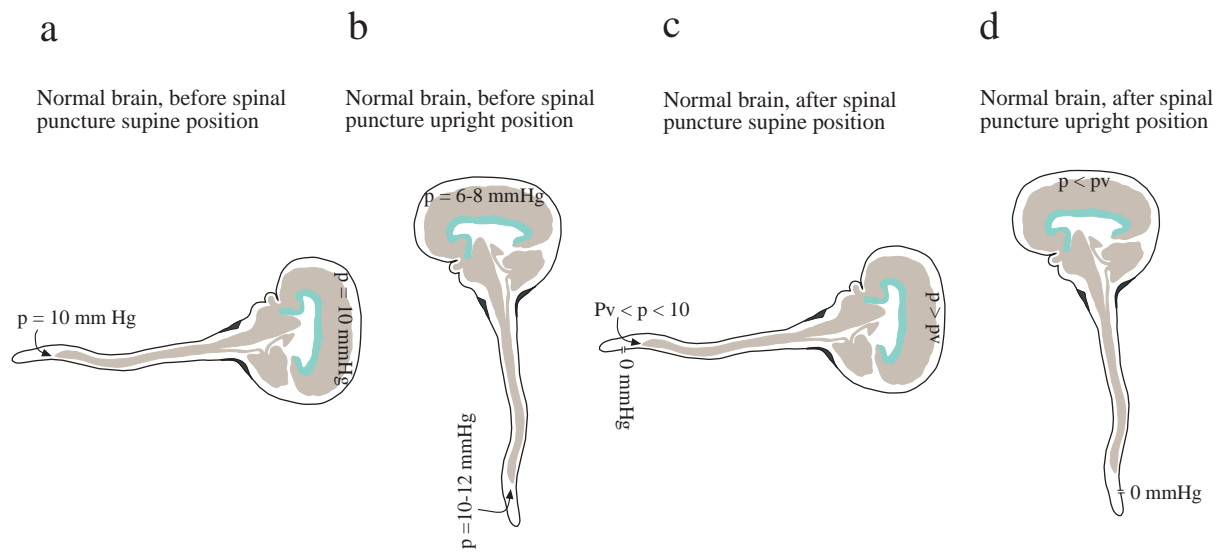 a
b
c
d
Normal brain, before spinal
puncture supine position
Normal brain, before spinal
puncture upright position
Normal brain, after spinal
puncture supine position
Normal brain, after spinal
puncture upright position
p = 10 mm Hg
p = 10 mmHg
p = 6-8 mmHg
p =10-12 mmHg
Pv < p < 10
= 0 mmHg
p > pv
p < pv
= 0 mmHg